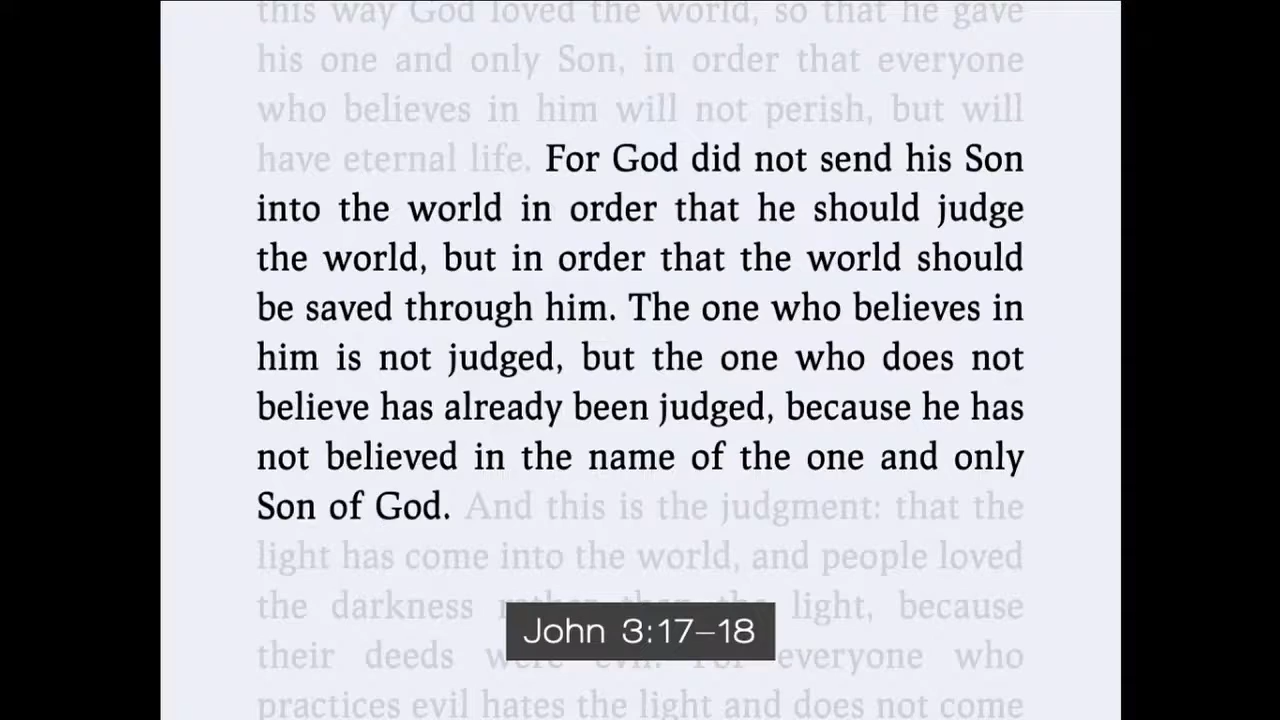 this way God loved the world, so that he gave
his one and only Son, in order that everyone
who believes in him will not perish, but will
have eternal life. For God did not send his Son
into the world in order that he should judge
the world, but in order that the world should
be saved through him. The one who believes in
him is not judged, but the one who does not
believe has already been judged, because he has
not believed in the name of the one and only
Son of God. And this is the judgment: that the
light has come into the world, and people loved
the darkness rather than the light, because
John 3:17–18
their deeds were evil. For everyone who
practices evil hates the light and does not come